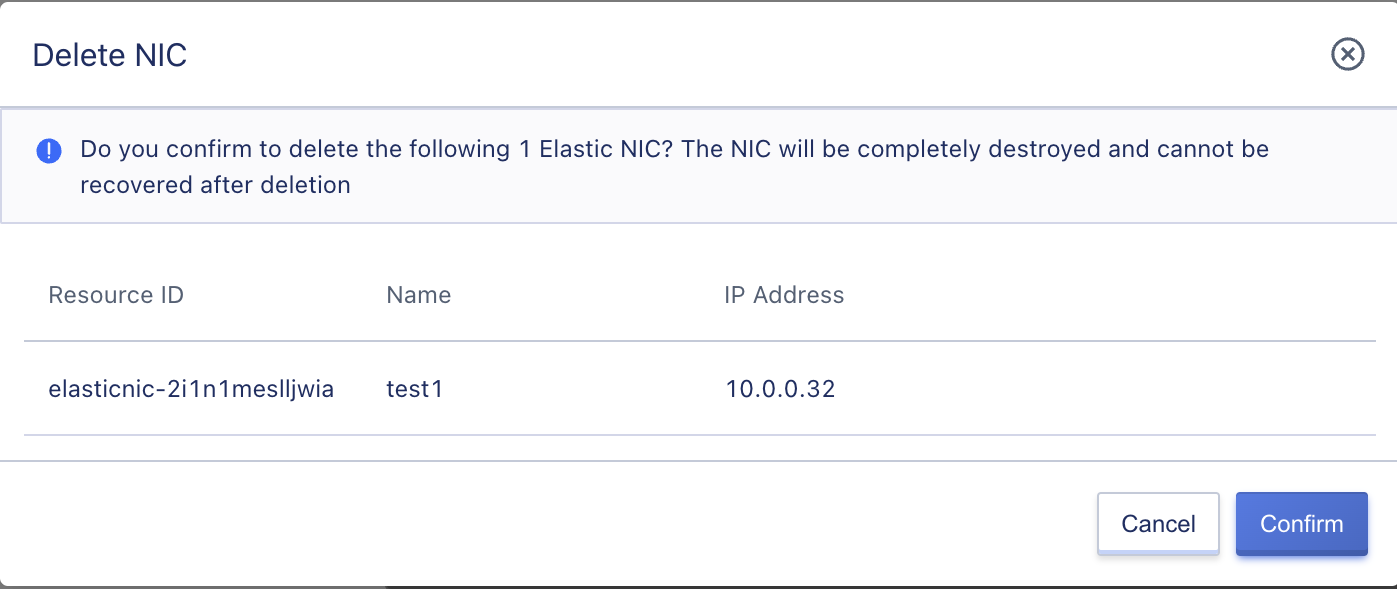 Delete NIC
Do you confirm to delete the following 1 Elastic NIC? The NIC will be completely destroyed and cannot be
recovered after deletion
Resource ID Name IP Address
elasticnic-2i1n1meslljwia test1 10.0.0.32
Cancel Confirm